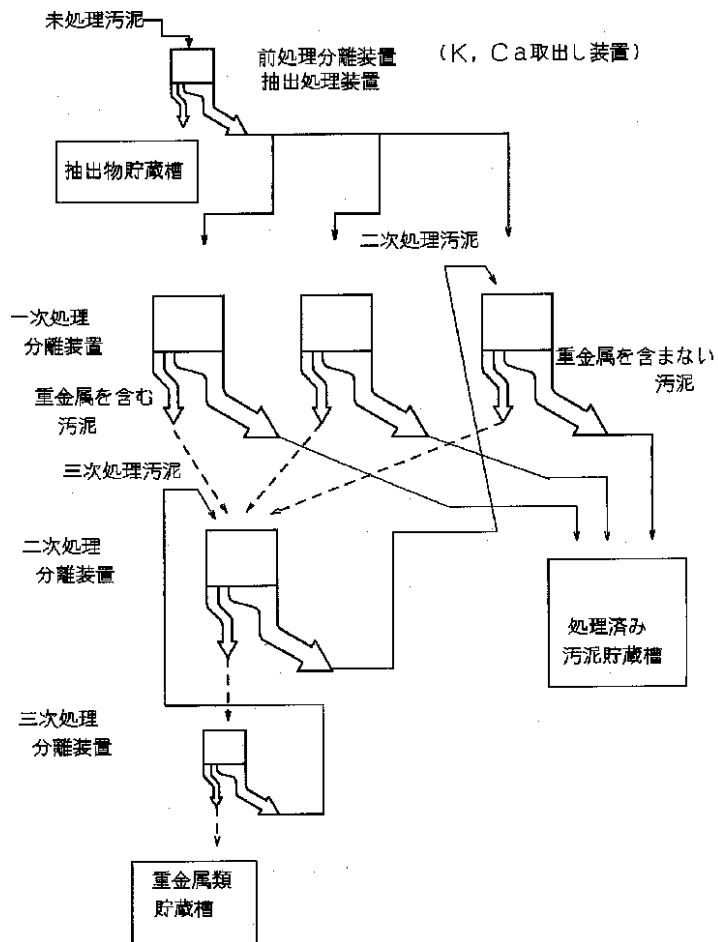 未処理汚泥
前処理分離装置 (K, Ca取出し装置)
抽出処理装置
抽出物貯蔵槽
二次処理汚泥
一次処理
分離装置
重金属を含まない
汚泥
重金属を含む
汚泥
三次処理汚泥
二次処理
分離装置
処理済み
汚泥貯蔵槽
三次処理
分離装置
重金属類
貯蔵槽